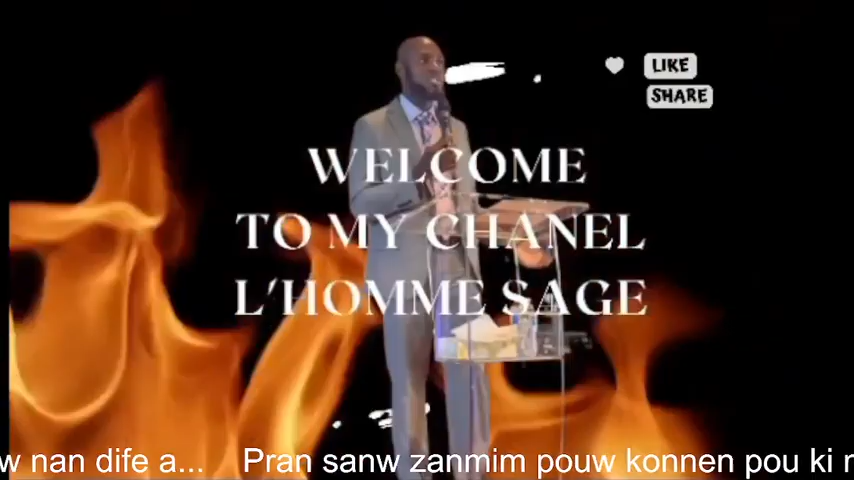 LIKE
SHARE
WELCOME
TO MY CHANEL
L'HOMME SAGE
w nan dife a... Pran sanw zanmim pouw konnen pou ki